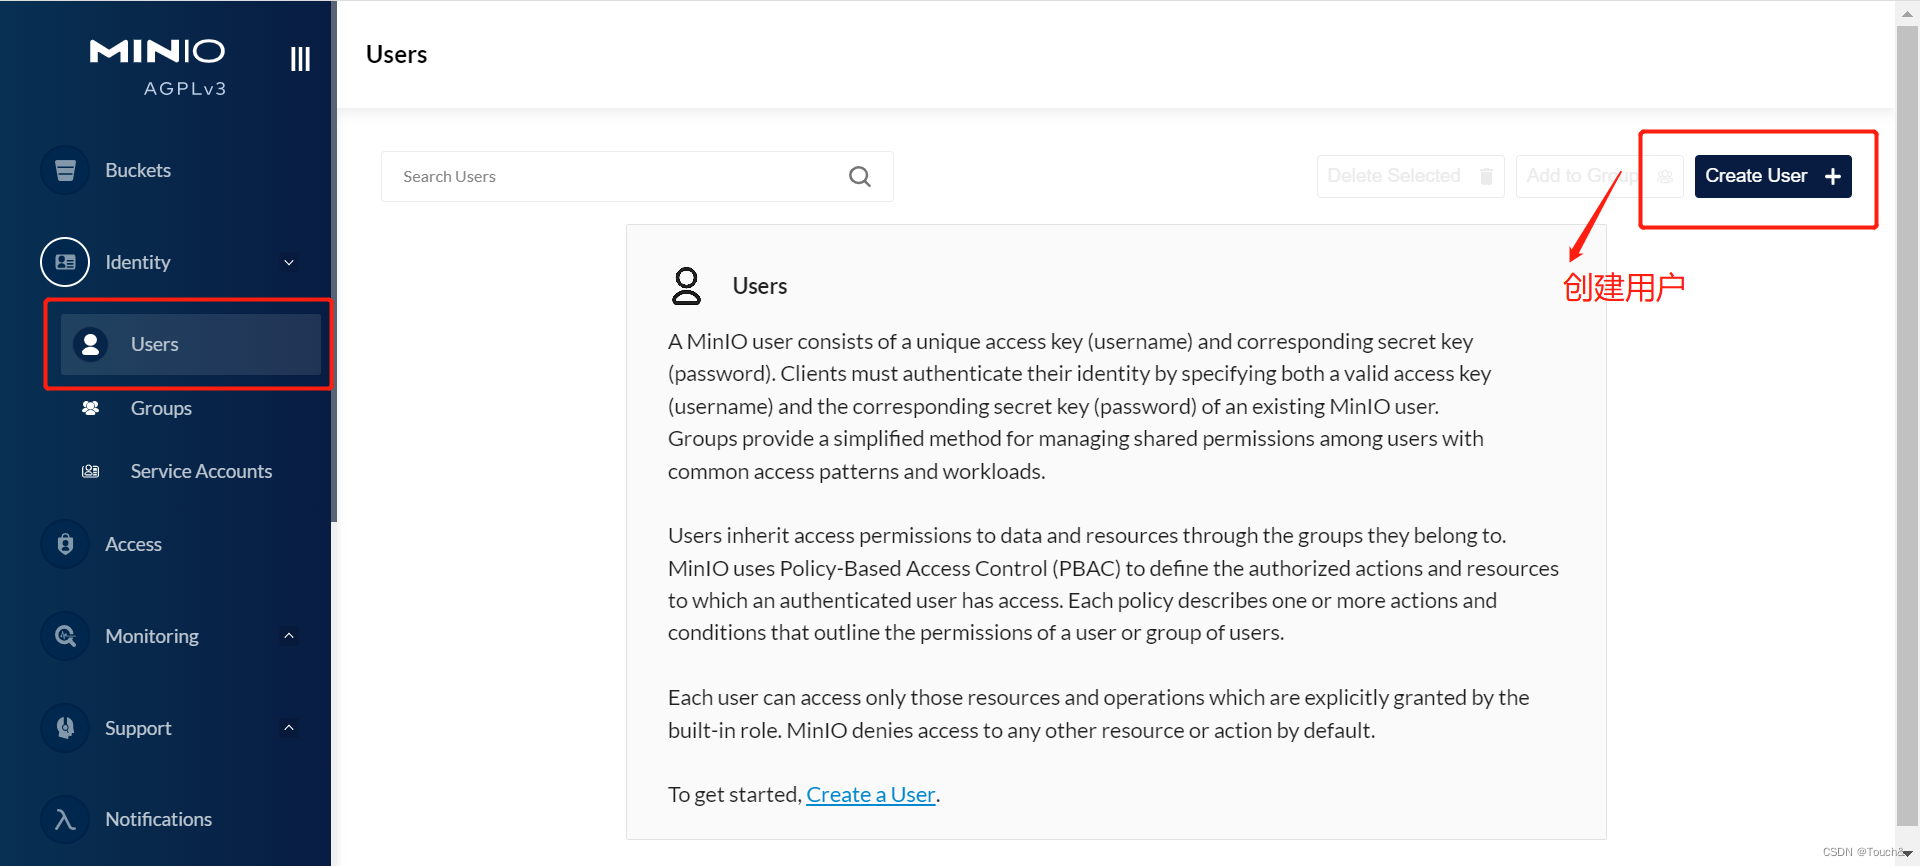 MINIO
AGPLv3
Buckets
Identity
Users
Groups
Service Accounts
Access
Monitoring
Support
Notifications
Users
Search Users
Delete Selected
Add to Group
Create User
创建用户
Users
A MinIO user consists of a unique access key (username) and corresponding secret key
(password). Clients must authenticate their identity by specifying both a valid access key
(username) and the corresponding secret key (password) of an existing MinIO user.
Groups provide a simplified method for managing shared permissions among users with
common access patterns and workloads.
Users inherit access permissions to data and resources through the groups they belong to.
MinIO uses Policy-Based Access Control (PBAC) to define the authorized actions and resources
to which an authenticated user has access. Each policy describes one or more actions and
conditions that outline the permissions of a user or group of users.
Each user can access only those resources and operations which are explicitly granted by the
built-in role. MinIO denies access to any other resource or action by default.
To get started, Create a User.
CSDN @Touch&